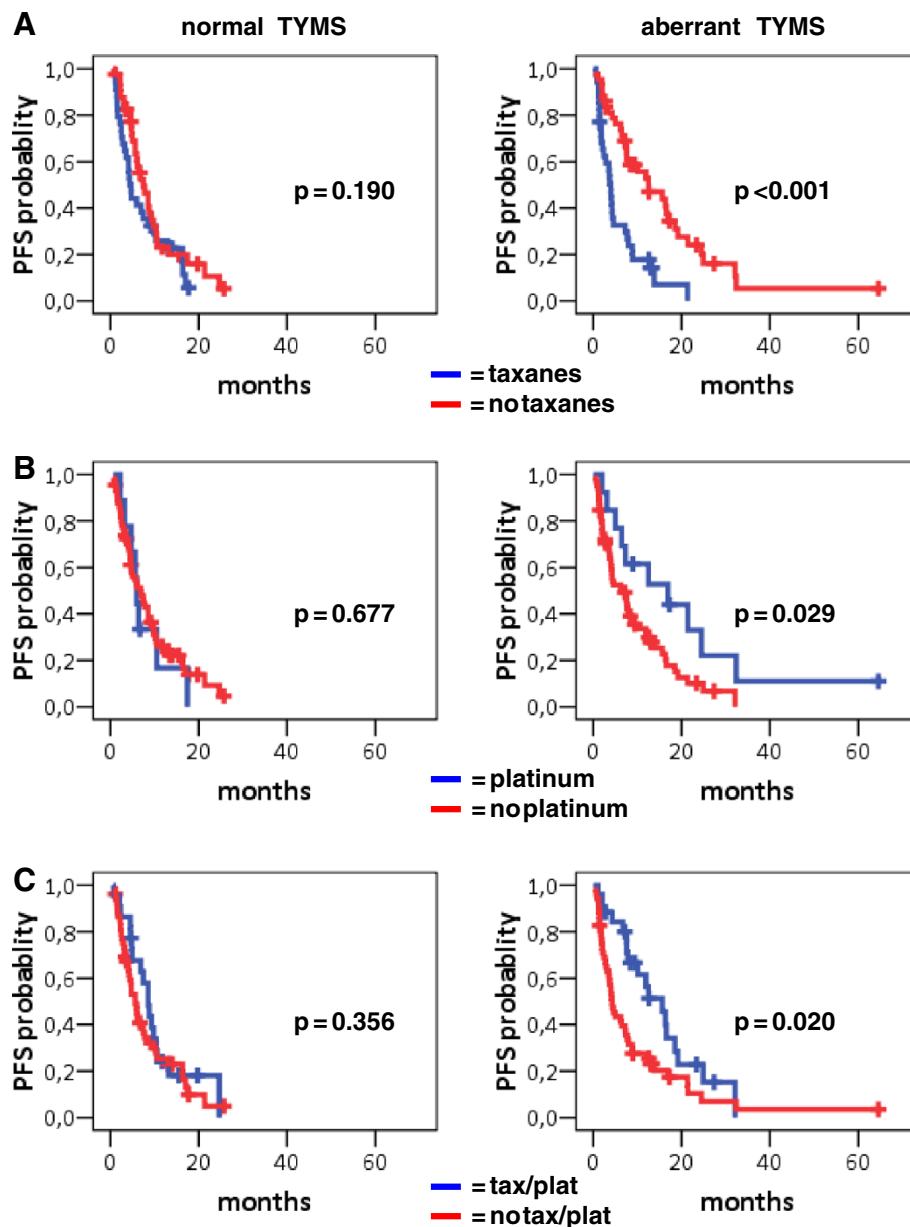 A normal TYMS aberrant TYMS
PFS probablity
1,0
0,8
0,6
0,4
0,2
0,0
p = 0.190
0 20 40 60
months
PFS probablity
1,0
0,8
0,6
0,4
0,2
0,0
p <0.001
0 20 40 60
months
= taxanes
= no taxanes
B
PFS probablity
1,0
0,8
0,6
0,4
0,2
0,0
p = 0.677
0 20 40 60
months
PFS probablity
1,0
0,8
0,6
0,4
0,2
0,0
p = 0.029
0 20 40 60
months
= platinum
= no platinum
C
PFS probablity
1,0
0,8
0,6
0,4
0,2
0,0
p = 0.356
0 20 40 60
months
PFS probablity
1,0
0,8
0,6
0,4
0,2
0,0
p = 0.020
0 20 40 60
months
= tax/plat
= no tax/plat